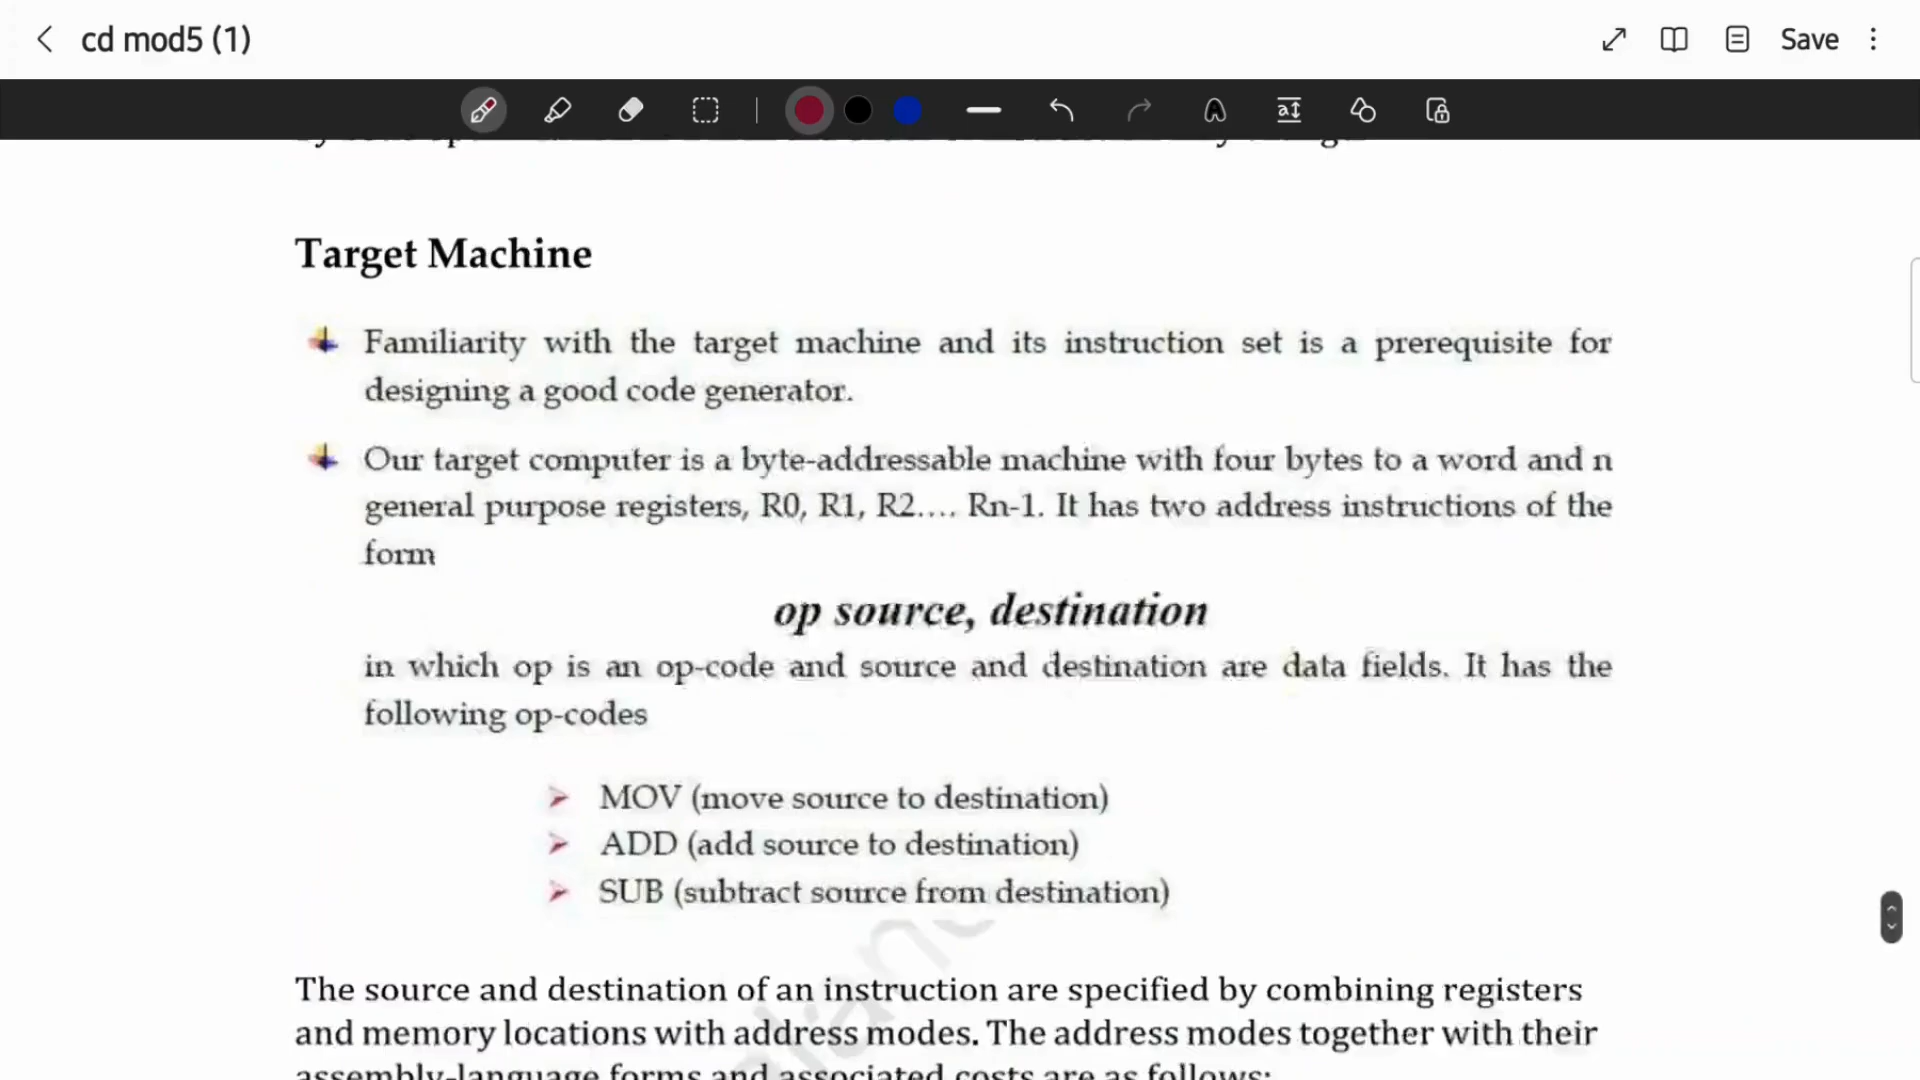 cd mod5 (1)
Save
Target Machine
Familiarity with the target machine and its instruction set is a prerequisite for
designing a good code generator.
Our target computer is a byte-addressable machine with four bytes to a word and n
general purpose registers, R0, R1, R2.... Rn-1. It has two address instructions of the
form
op source, destination
in which op is an op-code and source and destination are data fields. It has the
following op-codes
MOV (move source to destination)
ADD (add source to destination)
SUB (subtract source from destination)
The source and destination of an instruction are specified by combining registers
and memory locations with address modes. The address modes together with their
assembly-language forms and associated costs are as follows: